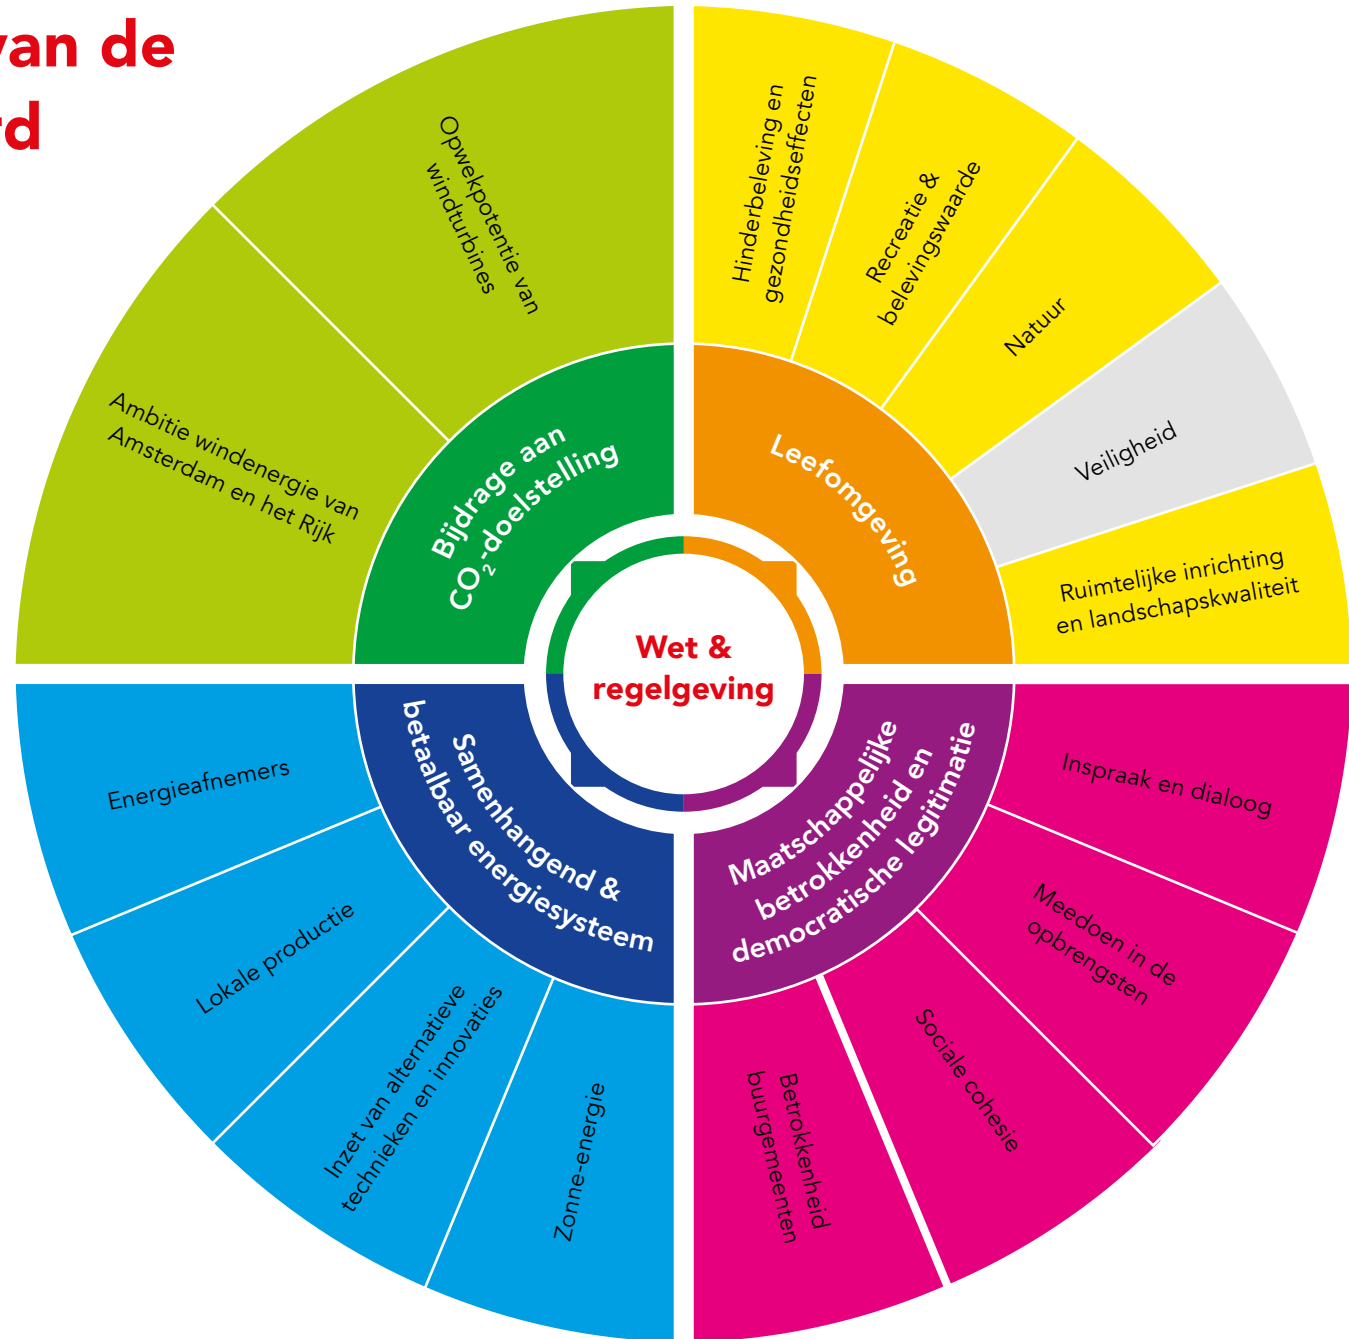 van de
rd
Opwekpotentie van
windturbines
Ambitie windenergie van
Amsterdam en het Rijk
Bijdrage aan
CO₂-doelstelling
Hinderbeleving en
gezondheidseffecten
Recreatie &
belevingswaarde
Natuur
Veiligheid
Ruimtelijke inrichting
en landschapskwaliteit
Leefomgeving
Wet &
regelgeving
Energieafnemers
Lokale productie
Inzet van alternatieve
technieken en innovaties
Zonne-energie
Samenhangend &
betaalbaar energiesysteem
Maatschappelijke
betrokkenheid en
democratische legitimatie
Inspraak en dialoog
Meedoen in de
opbrengsten
Sociale cohesie
Betrokkenheid
buurgemeenten